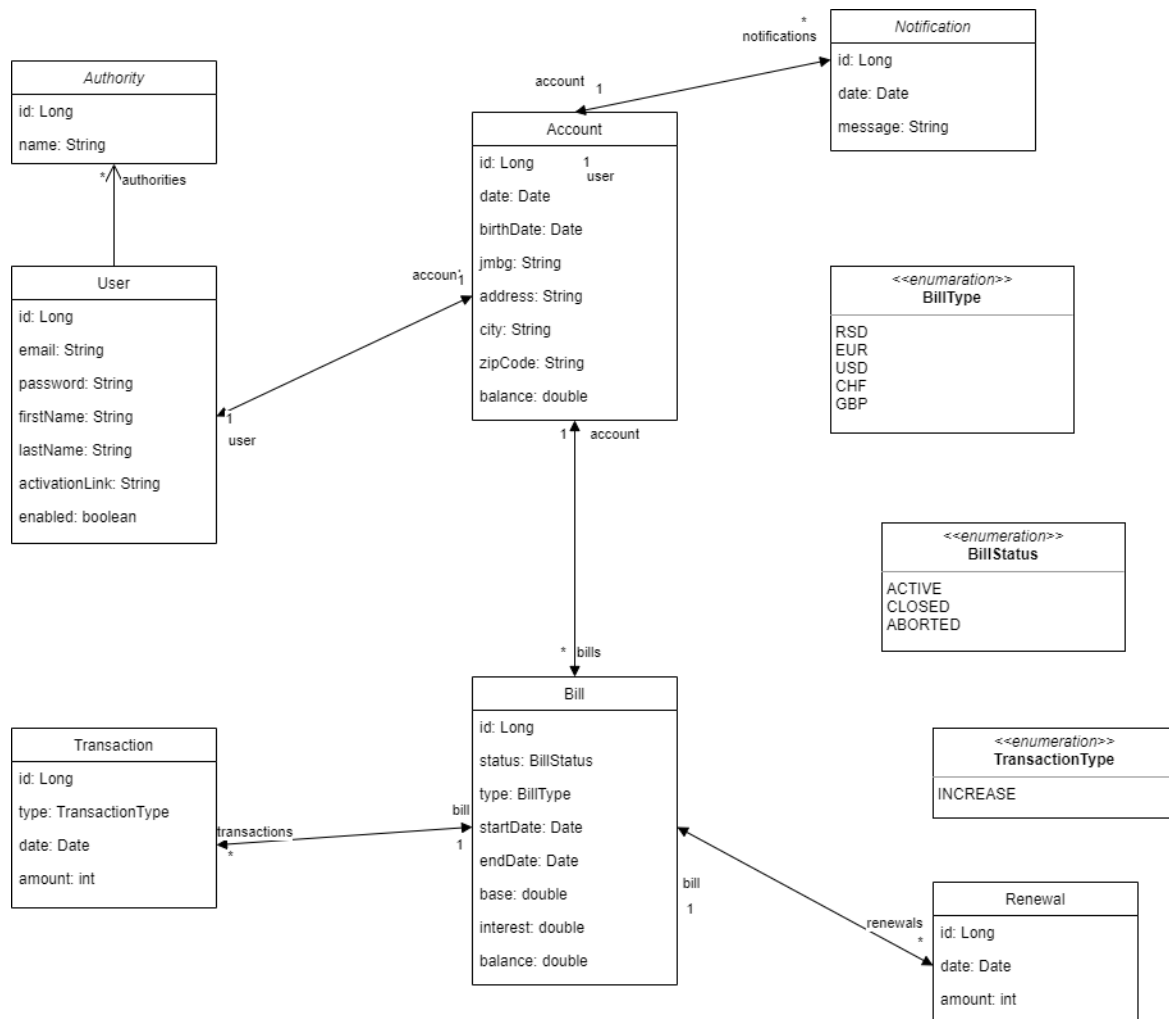 *
notifications
Notification
id: Long
date: Date
message: String
account
1
Authority
id: Long
name: String
*
authorities
Account
id: Long
date: Date
birthDate: Date
jmbg: String
address: String
city: String
zipCode: String
balance: double
1
user
User
id: Long
email: String
password: String
firstName: String
lastName: String
activationLink: String
enabled: boolean
account
1
1
user
<<enumaration>>
BillType
RSD
EUR
USD
CHF
GBP
1
account
<<enumeration>>
BillStatus
ACTIVE
CLOSED
ABORTED
*
bills
Bill
id: Long
status: BillStatus
type: BillType
startDate: Date
endDate: Date
base: double
interest: double
balance: double
Transaction
id: Long
type: TransactionType
date: Date
amount: int
transactions
*
bill
1
<<enumeration>>
TransactionType
INCREASE
bill
1
renewals
*
Renewal
id: Long
date: Date
amount: int